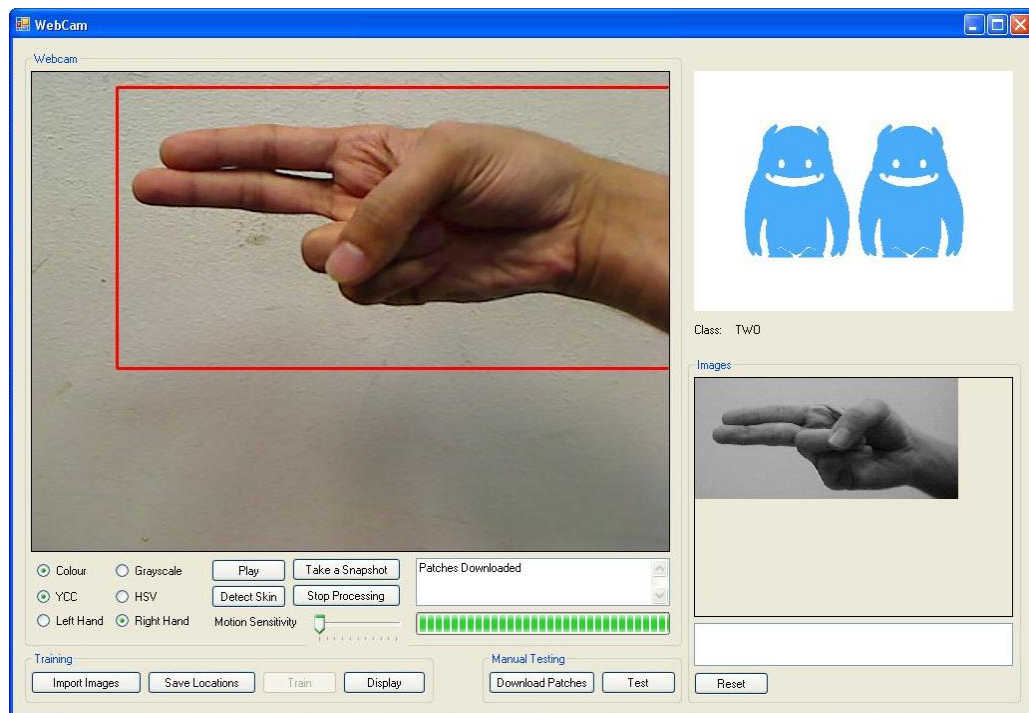 WebCam
Webcam
Class: TWO
Images
Colour Grayscale Play Take a Snapshot Patches Downloaded
YCC HSV Detect Skin Stop Processing
Left Hand Right Hand Motion Sensitivity
Training Manual Testing
Import Images Save Locations Train Display Download Patches Test Reset